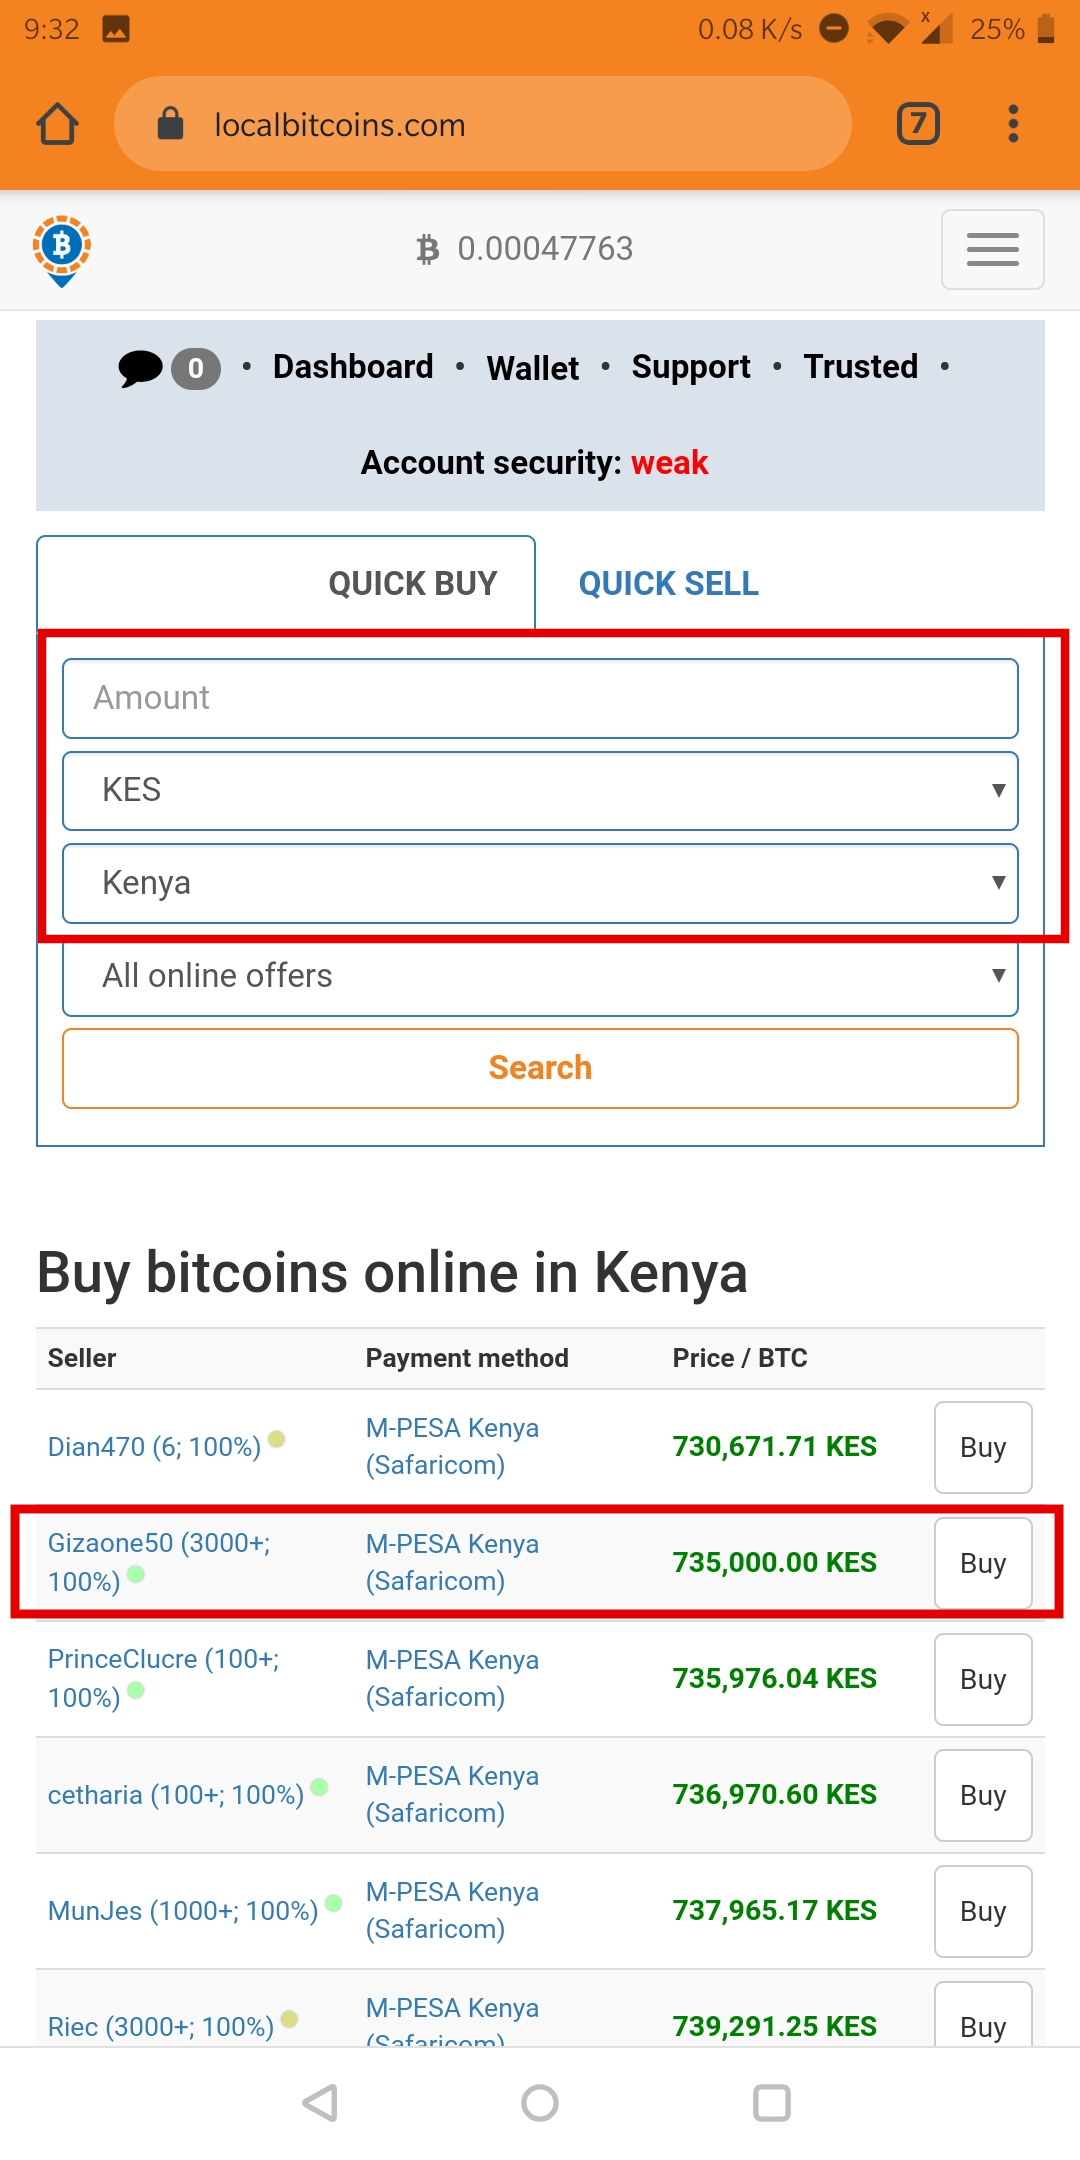 9:32 0.08 K/s x 25%
localbitcoins.com 7
0.00047763
0 • Dashboard • Wallet • Support • Trusted •
Account security: weak
QUICK BUY QUICK SELL
Amount
KES
Kenya
All online offers
Search
Buy bitcoins online in Kenya
Seller Payment method Price / BTC
Dian470 (6; 100%) M-PESA Kenya (Safaricom) 730,671.71 KES Buy
Gizaone50 (3000+; 100%) M-PESA Kenya (Safaricom) 735,000.00 KES Buy
PrinceClucre (100+; 100%) M-PESA Kenya (Safaricom) 735,976.04 KES Buy
cetharia (100+; 100%) M-PESA Kenya (Safaricom) 736,970.60 KES Buy
MunJes (1000+; 100%) M-PESA Kenya (Safaricom) 737,965.17 KES Buy
Riec (3000+; 100%) M-PESA Kenya (Safaricom) 739,291.25 KES Buy